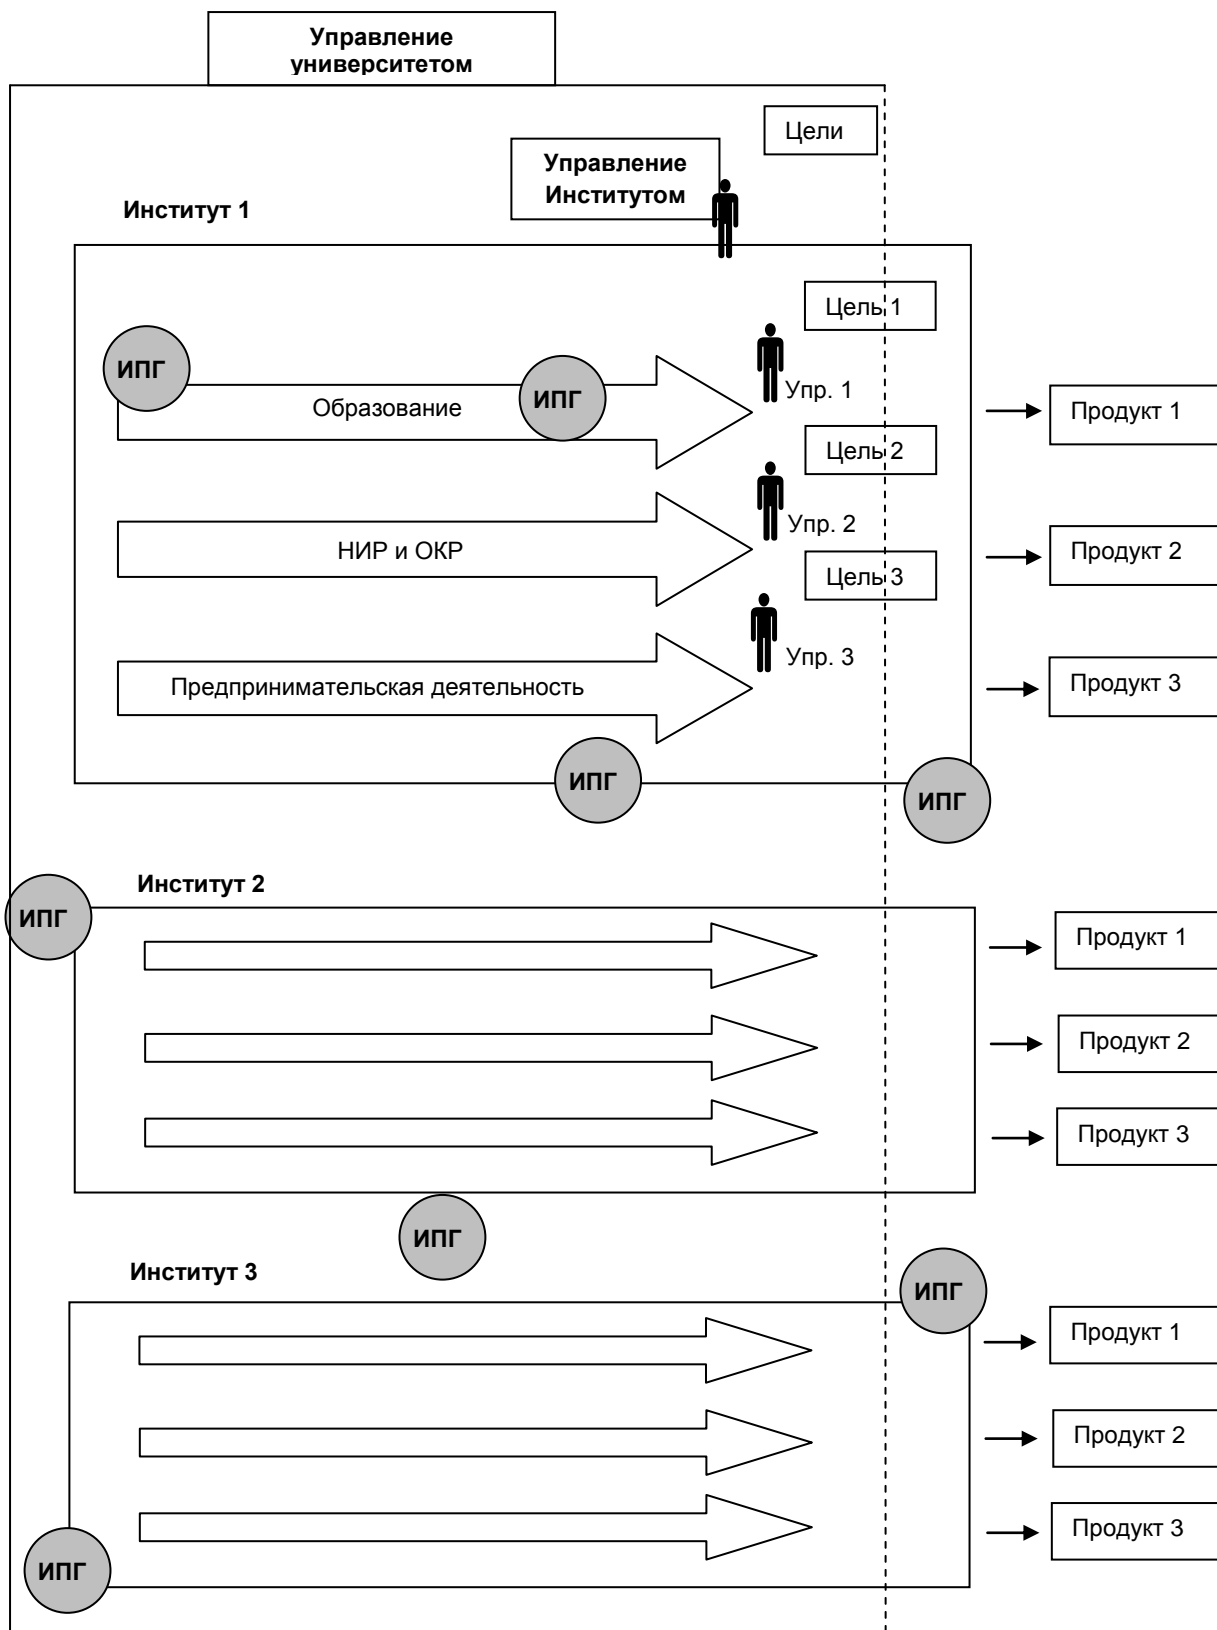 Управление
университетом
Цели
Управление
Институтом
Институт 1
Цель 1
ИПГ
ИПГ
Образование
Упр. 1
Продукт 1
Цель 2
НИР и ОКР
Упр. 2
Продукт 2
Цель 3
Упр. 3
Предпринимательская деятельность
Продукт 3
ИПГ
ИПГ
Институт 2
ИПГ
Продукт 1
Продукт 2
Продукт 3
ИПГ
Институт 3
ИПГ
Продукт 1
Продукт 2
Продукт 3
ИПГ